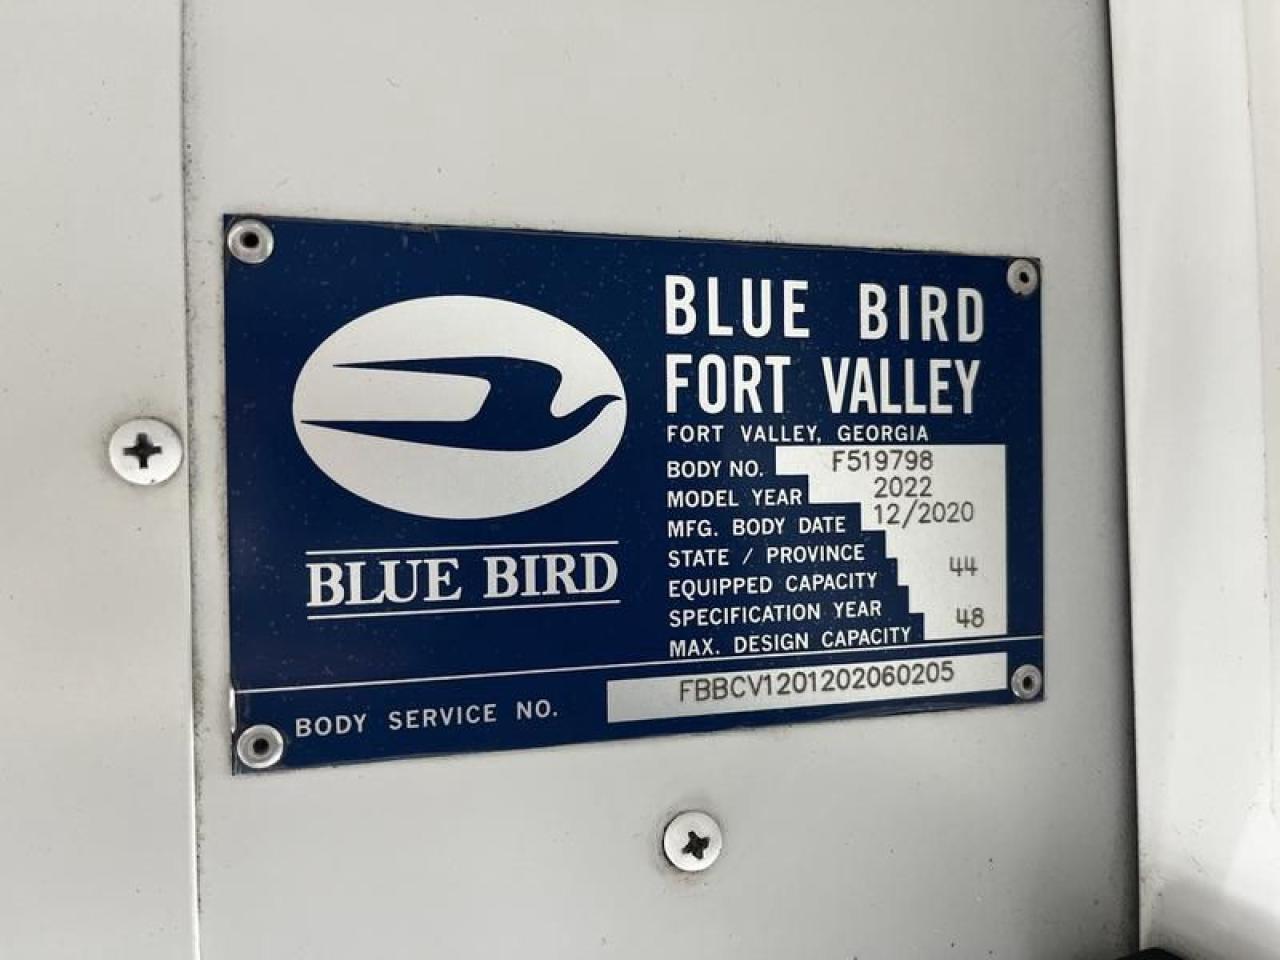 BLUE BIRD
FORT VALLEY
FORT VALLEY, GEORGIA
BODY NO. F519798
MODEL YEAR 2022
MFG. BODY DATE 12/2020
STATE / PROVINCE
EQUIPPED CAPACITY 44
SPECIFICATION YEAR
MAX. DESIGN CAPACITY 48
BLUE BIRD
BODY SERVICE NO. FBBCV1201202060205